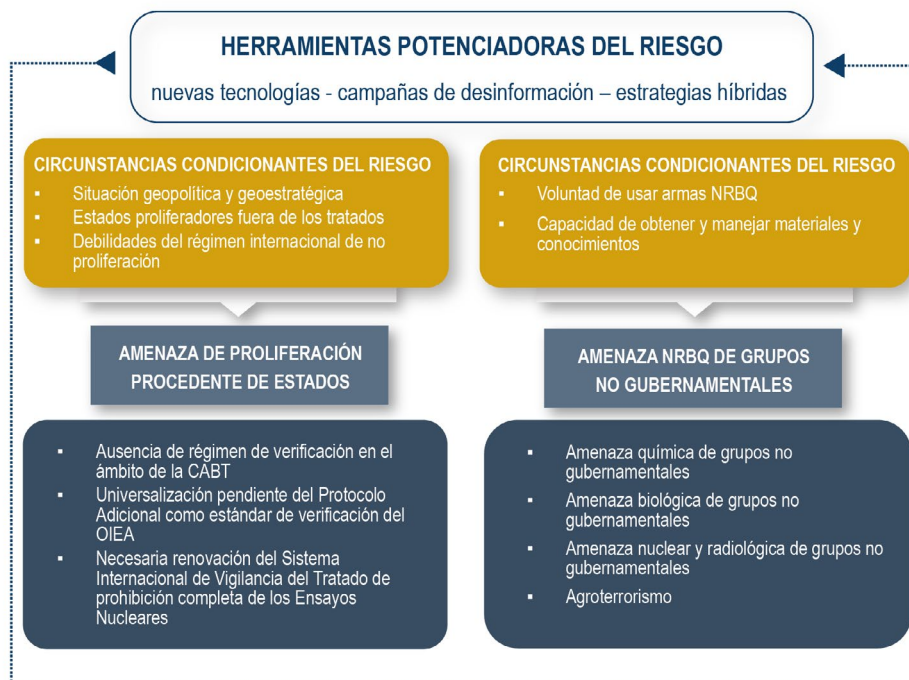 HERRAMIENTAS POTENCIADORAS DEL RIESGO
nuevas tecnologías - campañas de desinformación – estrategias híbridas
CIRCUNSTANCIAS CONDICIONANTES DEL RIESGO
▪ Situación geopolítica y geoestratégica
▪ Estados proliferadores fuera de los tratados
▪ Debilidades del régimen internacional de no
proliferación
AMENAZA DE PROLIFERACIÓN
PROCEDENTE DE ESTADOS
▪ Ausencia de régimen de verificación en el
ámbito de la CABT
▪ Universalización pendiente del Protocolo
Adicional como estándar de verificación del
OIEA
▪ Necesaria renovación del Sistema
Internacional de Vigilancia del Tratado de
prohibición completa de los Ensayos
Nucleares
CIRCUNSTANCIAS CONDICIONANTES DEL RIESGO
▪ Voluntad de usar armas NRBQ
▪ Capacidad de obtener y manejar materiales y
conocimientos
AMENAZA NRBQ DE GRUPOS
NO GUBERNAMENTALES
▪ Amenaza química de grupos no
gubernamentales
▪ Amenaza biológica de grupos no
gubernamentales
▪ Amenaza nuclear y radiológica de grupos no
gubernamentales
▪ Agroterrorismo